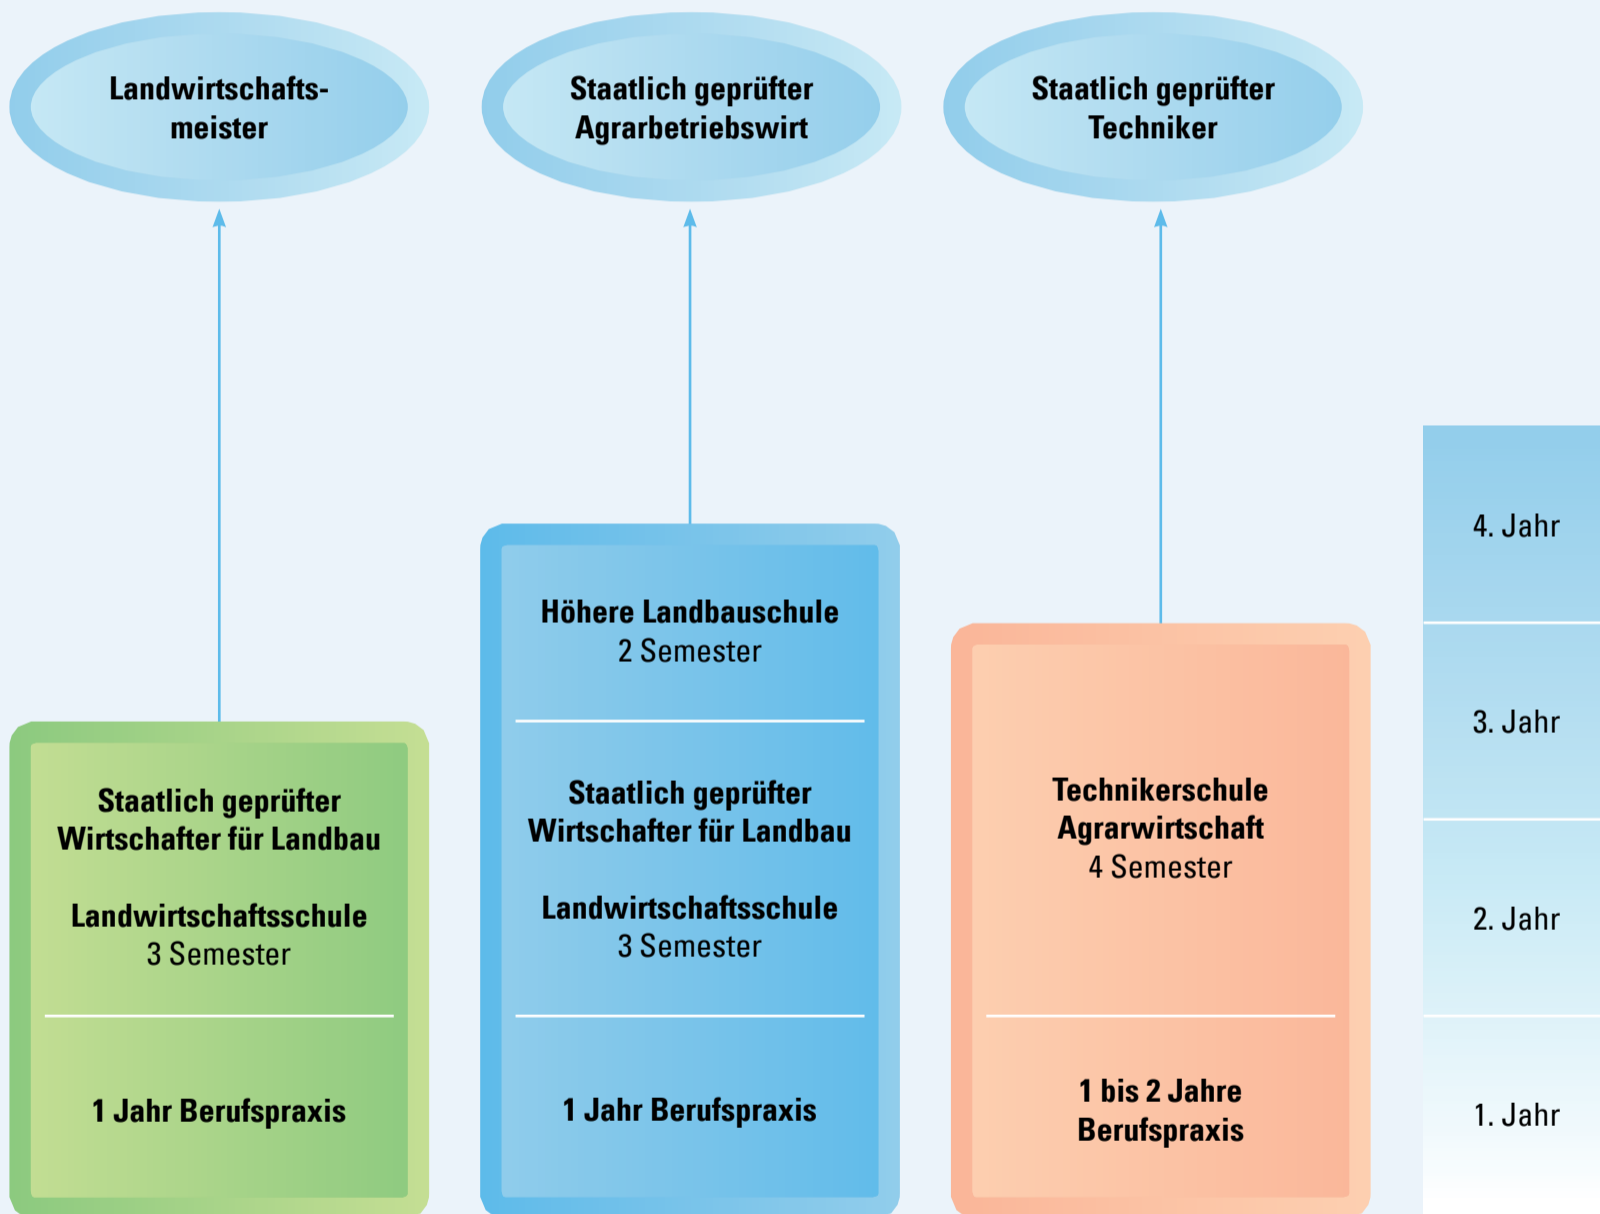 Landwirtschafts-
meister
Staatlich geprüfter
Agrarbetriebswirt
Staatlich geprüfter
Techniker
Staatlich geprüfter
Wirtschafter für Landbau
Landwirtschaftsschule
3 Semester
1 Jahr Berufspraxis
Höhere Landbauschule
2 Semester
Staatlich geprüfter
Wirtschafter für Landbau
Landwirtschaftsschule
3 Semester
1 Jahr Berufspraxis
Technikerschule
Agrarwirtschaft
4 Semester
1 bis 2 Jahre
Berufspraxis
4. Jahr
3. Jahr
2. Jahr
1. Jahr